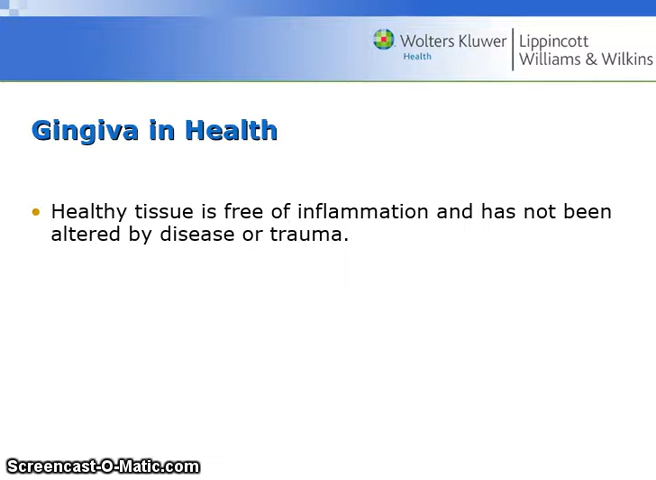 Wolters Kluwer
Health
Lippincott
Williams & Wilkins
Gingiva in Health
• Healthy tissue is free of inflammation and has not been
altered by disease or trauma.
Screencast-O-Matic.com